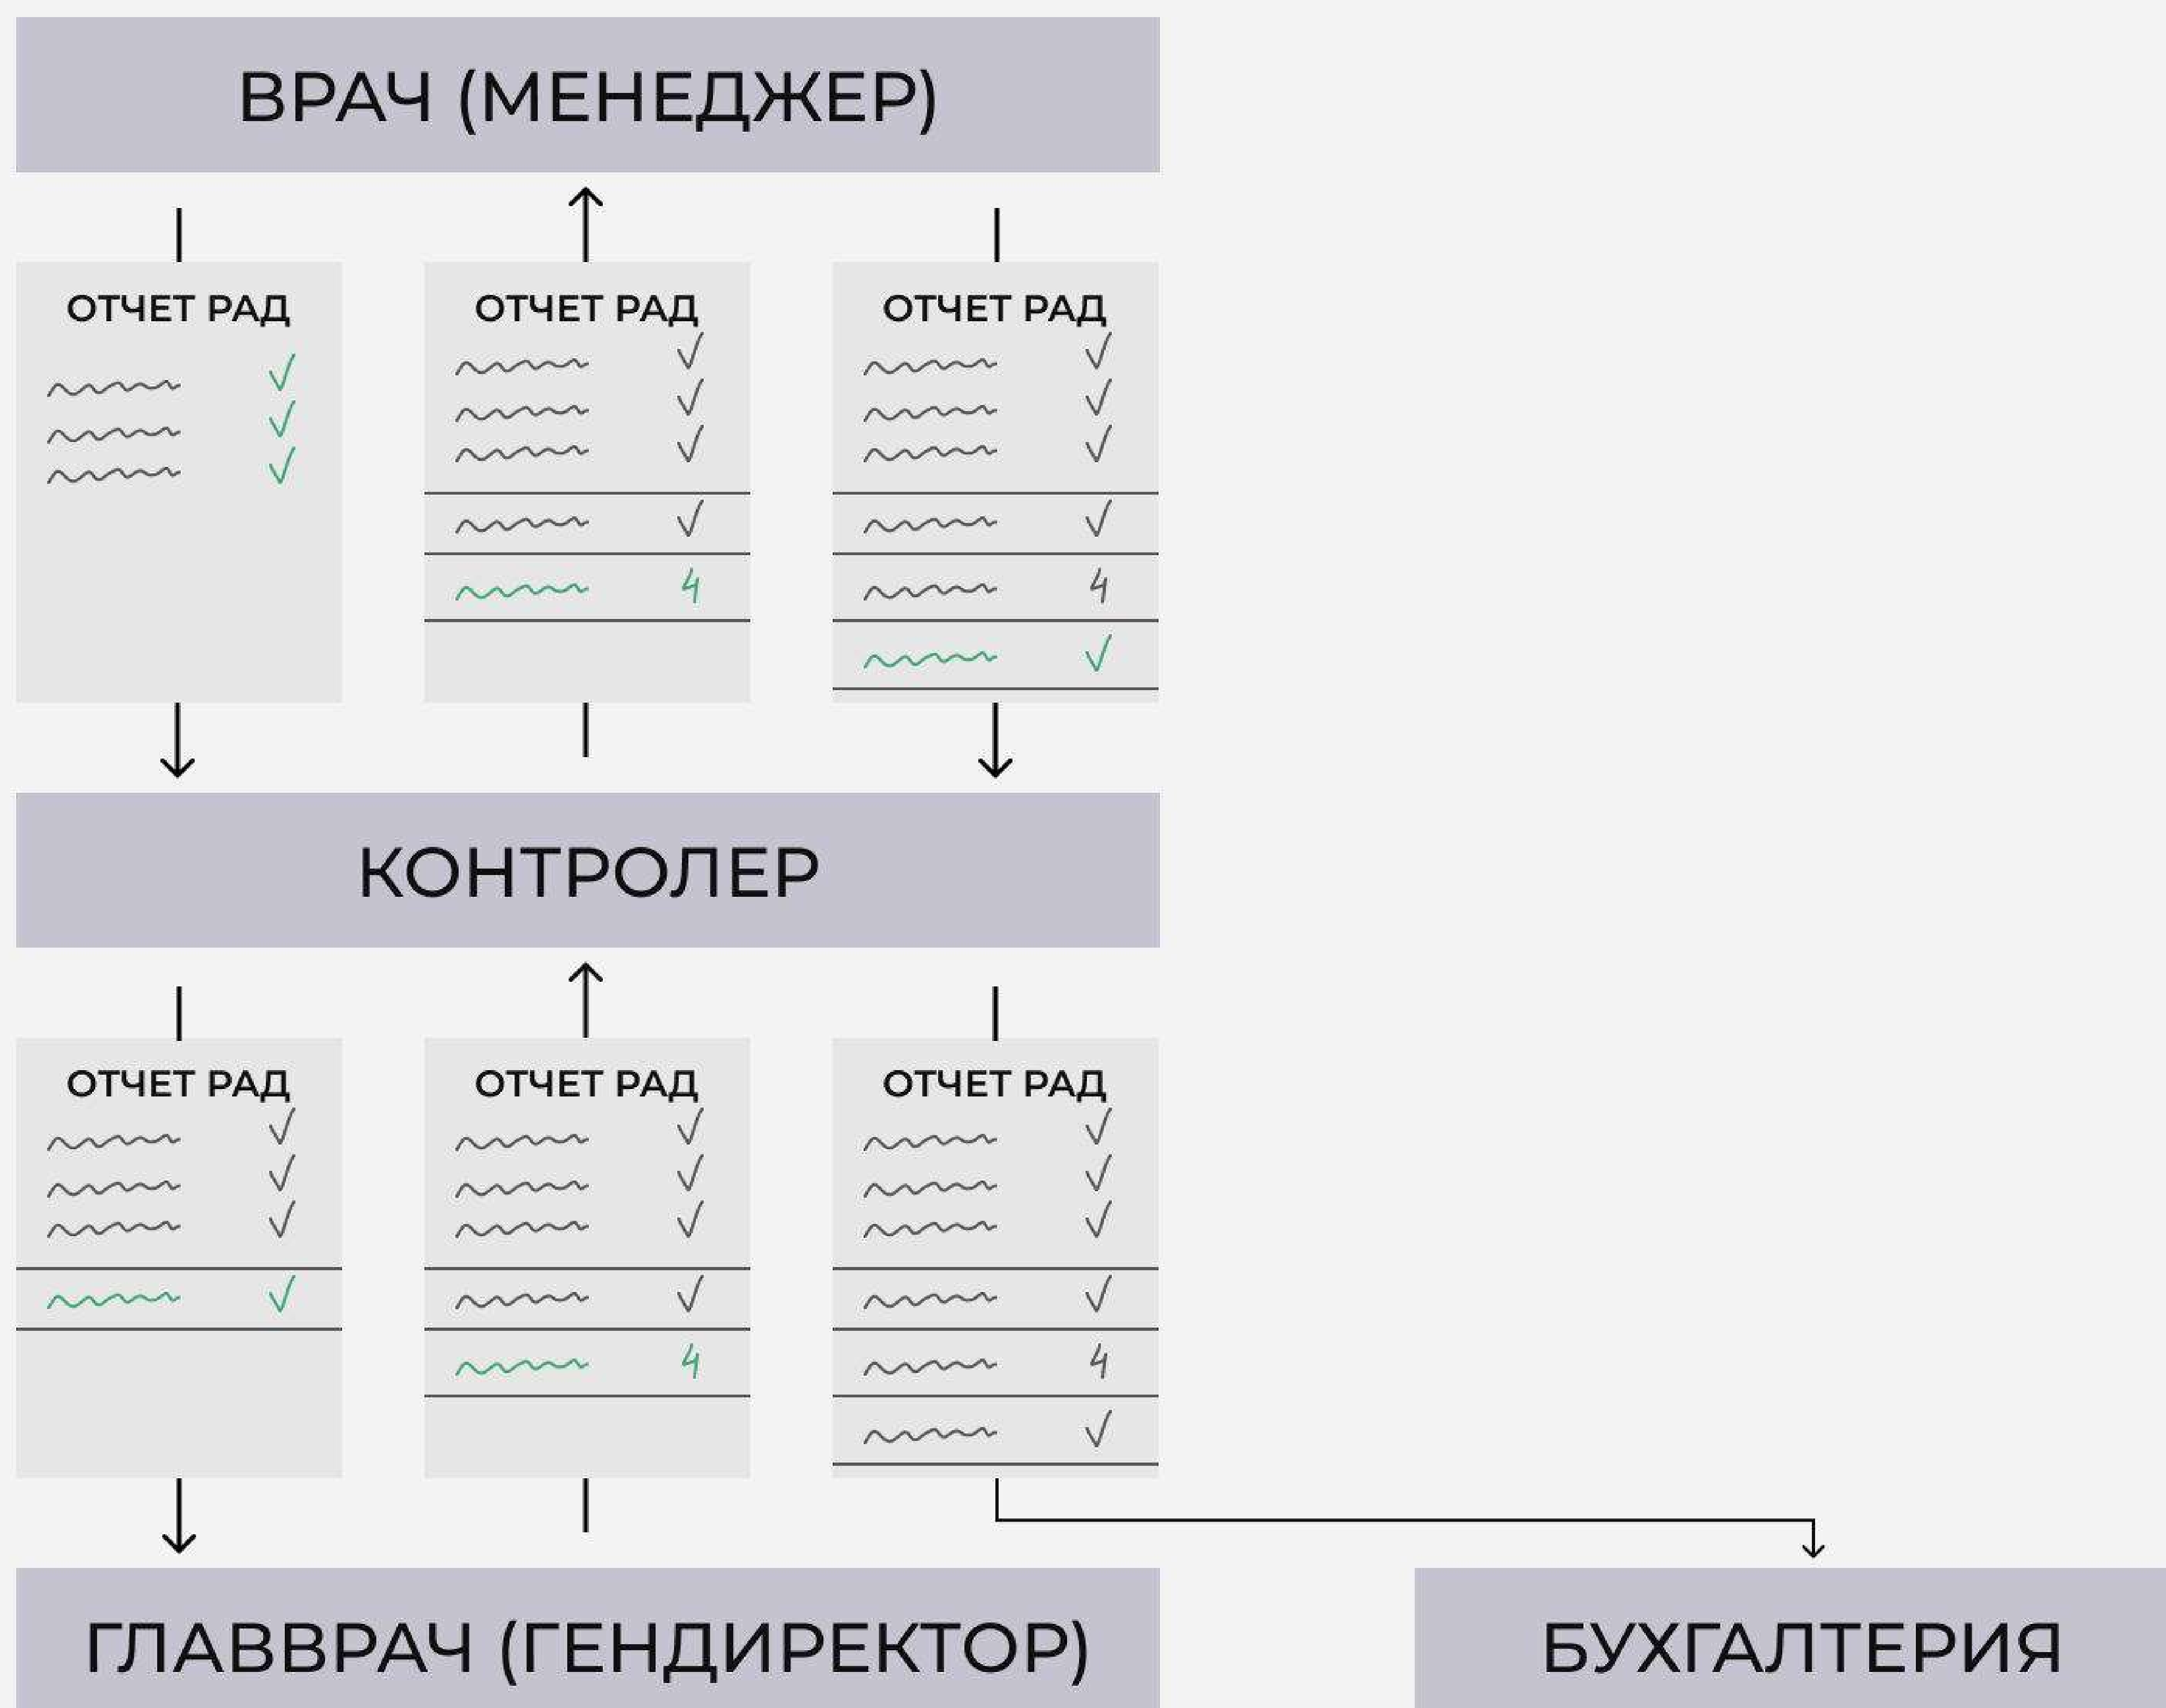 ВРАЧ (МЕНЕДЖЕР)
ОТЧЕТ РАД
ОТЧЕТ РАД
ОТЧЕТ РАД
4
4
КОНТРОЛЕР
ОТЧЕТ РАД
ОТЧЕТ РАД
ОТЧЕТ РАД
4
4
ГЛАВВРАЧ (ГЕНДИРЕКТОР)
БУХГАЛТЕРИЯ